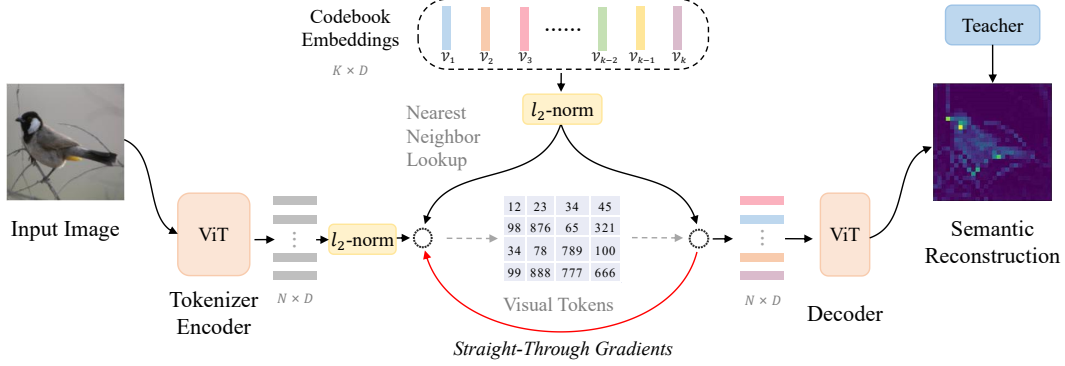 Codebook
Embeddings
K × D
𝒱1 𝒱2 𝒱3 ...... 𝒱k−2 𝒱k−1 𝒱k
Teacher
l2-norm
Nearest
Neighbor
Lookup
Input Image
ViT
Tokenizer
Encoder
N × D
l2-norm
12 23 34 45
98 876 65 321
34 78 789 100
99 888 777 666
Visual Tokens
Straight-Through Gradients
N × D
ViT
Decoder
Semantic
Reconstruction